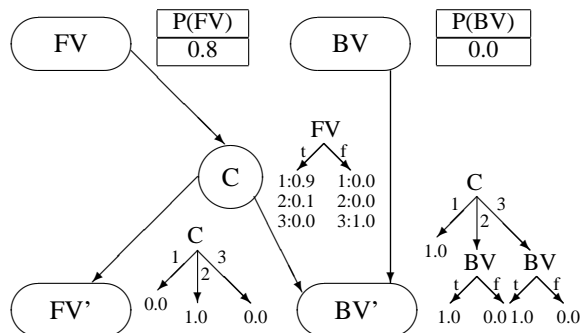 FV
P(FV)
0.8
BV
P(BV)
0.0
FV
t f
1:0.9 1:0.0
2:0.1 2:0.0
3:0.0 3:1.0
C
C
1 2 3
0.0 1.0 0.0
C
1 2 3
1.0
BV BV
t f t f
1.0 0.0 1.0 0.0
FV'
BV'